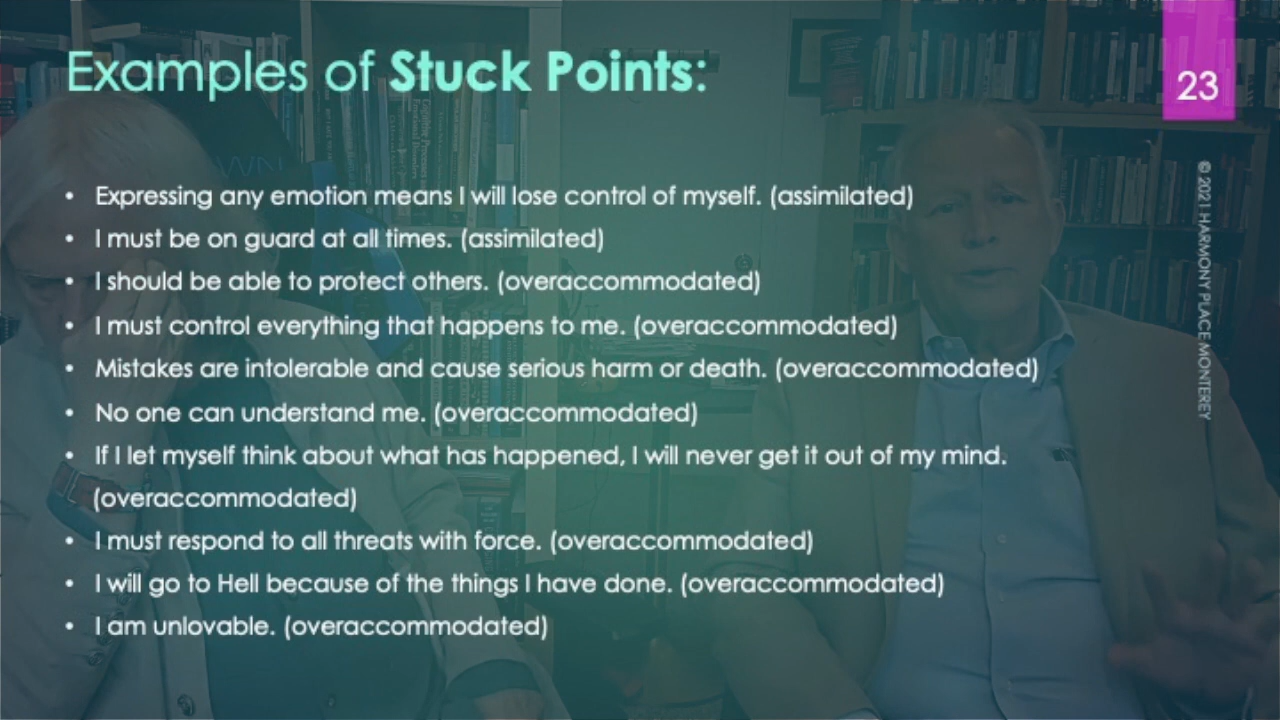 Examples of Stuck Points:
23
• Expressing any emotion means I will lose control of myself. (assimilated)
• I must be on guard at all times. (assimilated)
• I should be able to protect others. (overaccommodated)
• I must control everything that happens to me. (overaccommodated)
• Mistakes are intolerable and cause serious harm or death. (overaccommodated)
• No one can understand me. (overaccommodated)
• If I let myself think about what has happened, I will never get it out of my mind.
(overaccommodated)
• I must respond to all threats with force. (overaccommodated)
• I will go to Hell because of the things I have done. (overaccommodated)
• I am unlovable. (overaccommodated)
© 2021 HARMONY PLACE MONTEREY